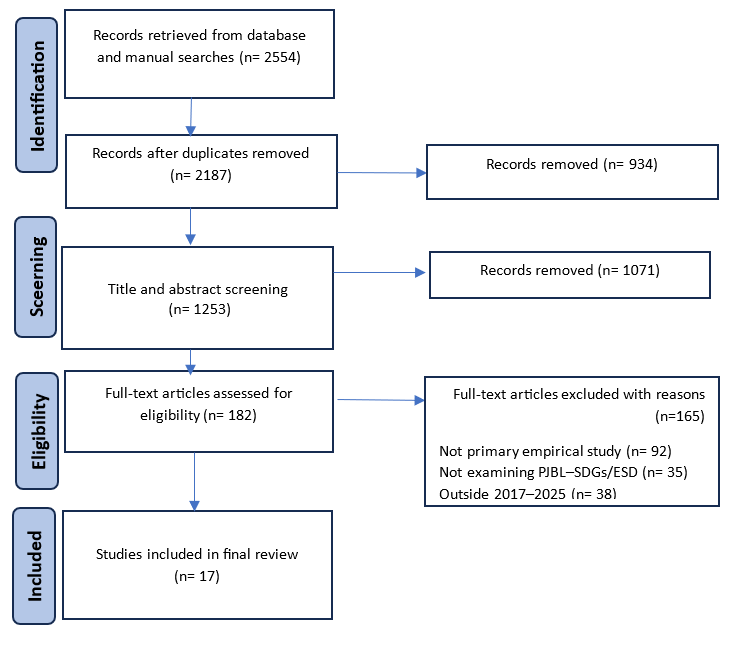 Identification
Records retrieved from database
and manual searches (n= 2554)
Records after duplicates removed
(n= 2187)
Records removed (n= 934)
Sceerning
Title and abstract screening
(n= 1253)
Records removed (n= 1071)
Eligibility
Full-text articles assessed for
eligibility (n= 182)
Full-text articles excluded with reasons
(n=165)
Not primary empirical study (n= 92)
Not examining PJBL–SDGs/ESD (n= 35)
Outside 2017–2025 (n= 38)
Included
Studies included in final review
(n= 17)